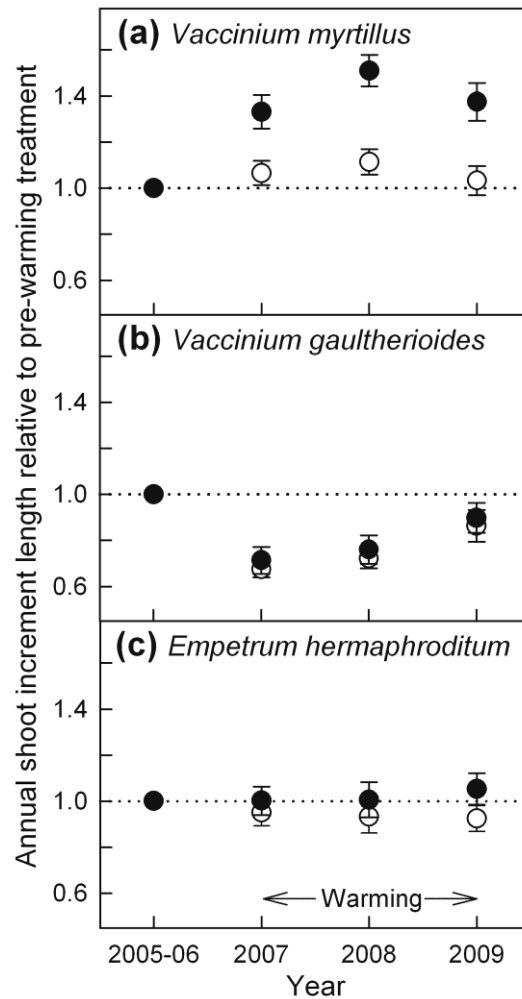 Annual shoot increment length relative to pre-warming treatment
(a) Vaccinium myrtillus
1.4
1.0
0.6
(b) Vaccinium gaultherioides
1.4
1.0
0.6
(c) Empetrum hermaphroditum
1.4
1.0
0.6
Warming
2005-06 2007 2008 2009
Year